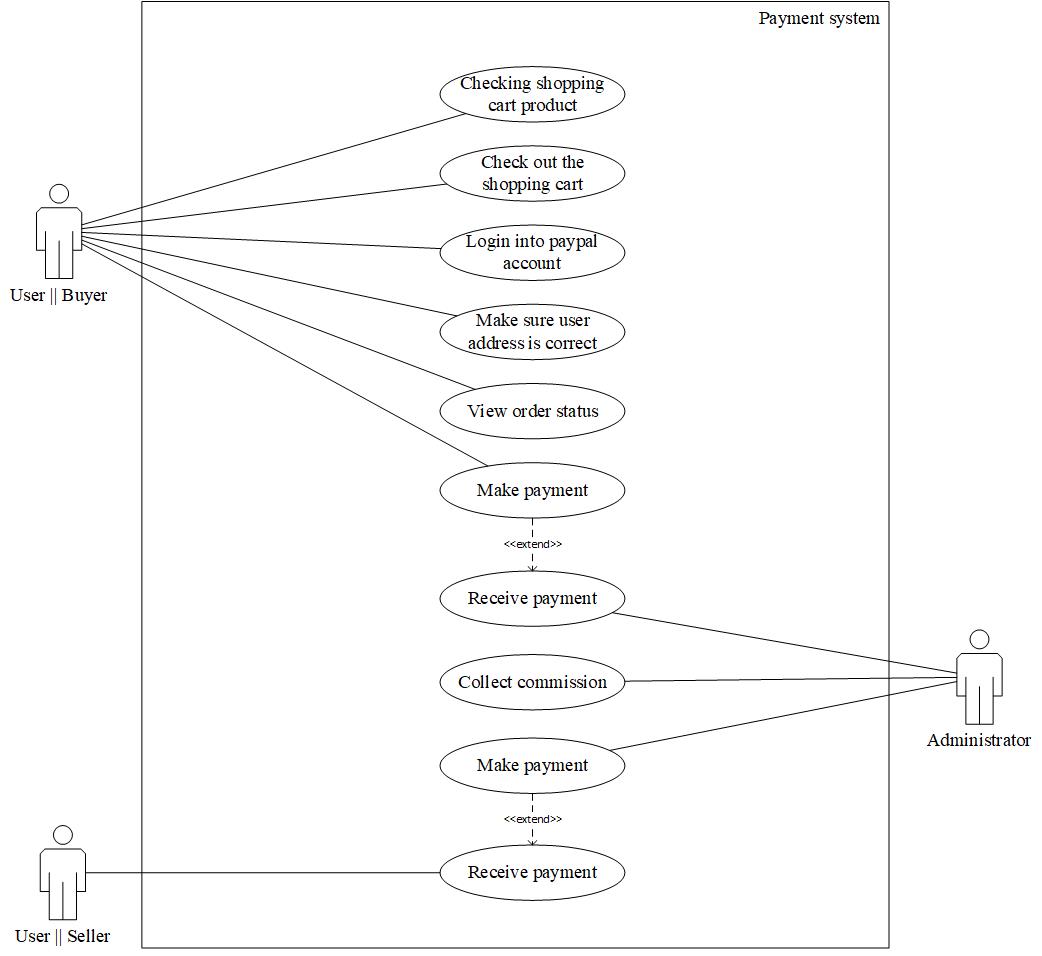 Payment system
Checking shopping
cart product
Check out the
shopping cart
Login into paypal
account
User || Buyer
Make sure user
address is correct
View order status
Make payment
<<extend>>
Receive payment
Collect commission
Administrator
Make payment
<<extend>>
Receive payment
User || Seller